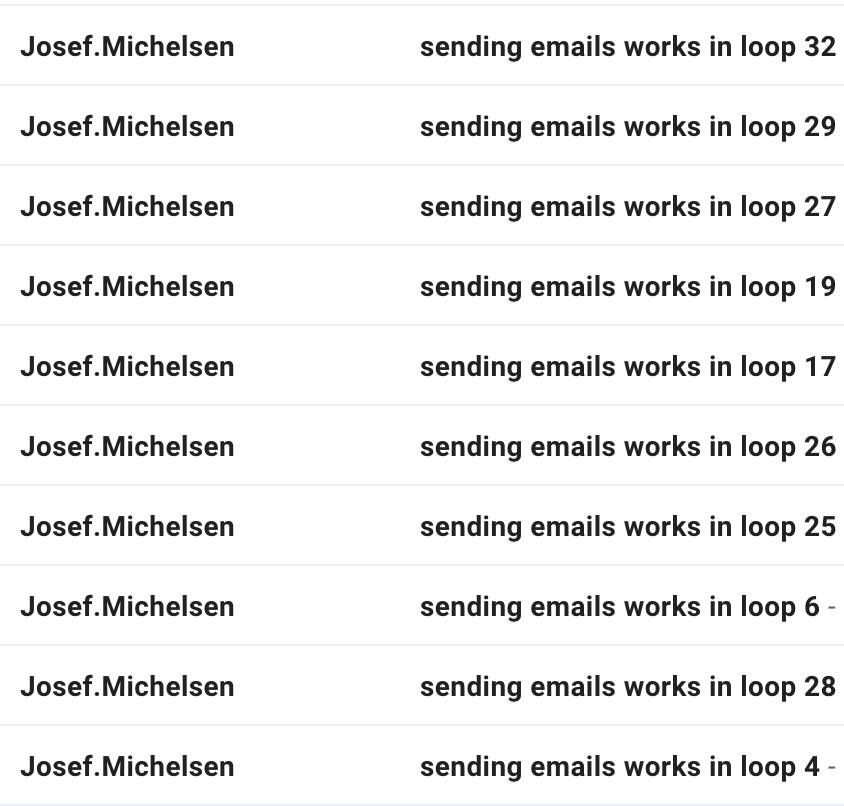 Josef.Michelsen sending emails works in loop 32
Josef.Michelsen sending emails works in loop 29
Josef.Michelsen sending emails works in loop 27
Josef.Michelsen sending emails works in loop 19
Josef.Michelsen sending emails works in loop 17
Josef.Michelsen sending emails works in loop 26
Josef.Michelsen sending emails works in loop 25
Josef.Michelsen sending emails works in loop 6 -
Josef.Michelsen sending emails works in loop 28
Josef.Michelsen sending emails works in loop 4 -